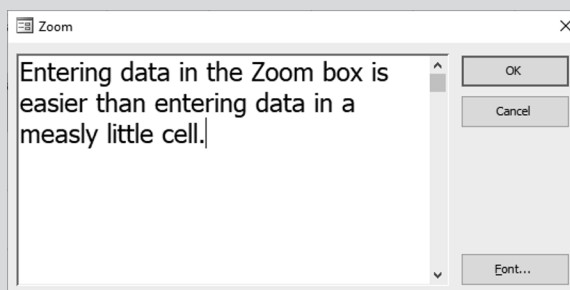 Zoom
Entering data in the Zoom box is
easier than entering data in a
measly little cell.
OK
Cancel
Font...